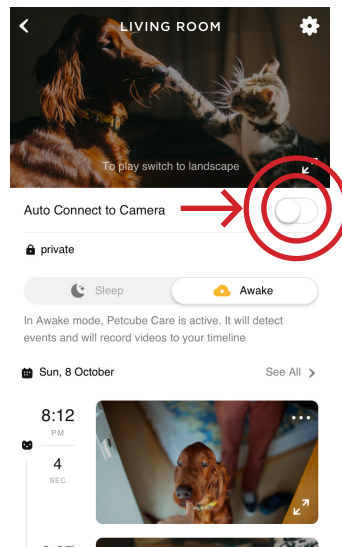 LIVING ROOM
To play switch to landscape
Auto Connect to Camera
private
Sleep
Awake
In Awake mode, Petcube Care is active. It will detect
events and will record videos to your timeline
Sun, 8 October
See All
8:12
PM
4
SEC